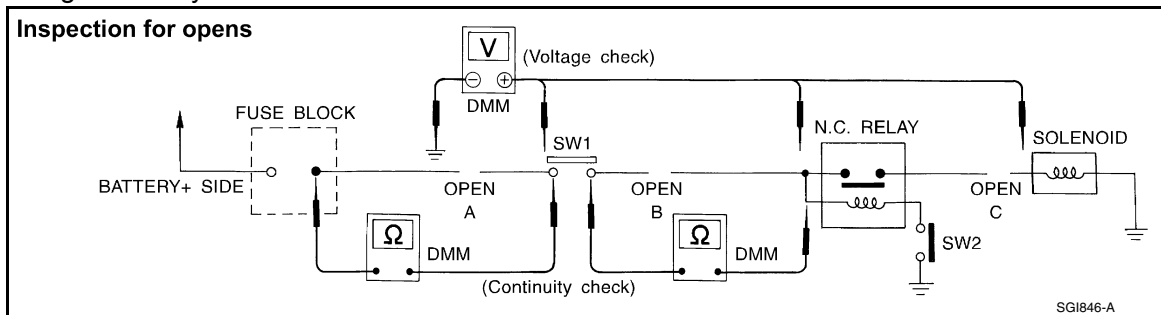 Inspection for opens
V
(Voltage check)
DMM
FUSE BLOCK
N.C. RELAY
SW1
SOLENOID
BATTERY+ SIDE
OPEN
A
OPEN
B
OPEN
C
Ω
DMM
Ω
DMM
SW2
(Continuity check)
SGI846-A